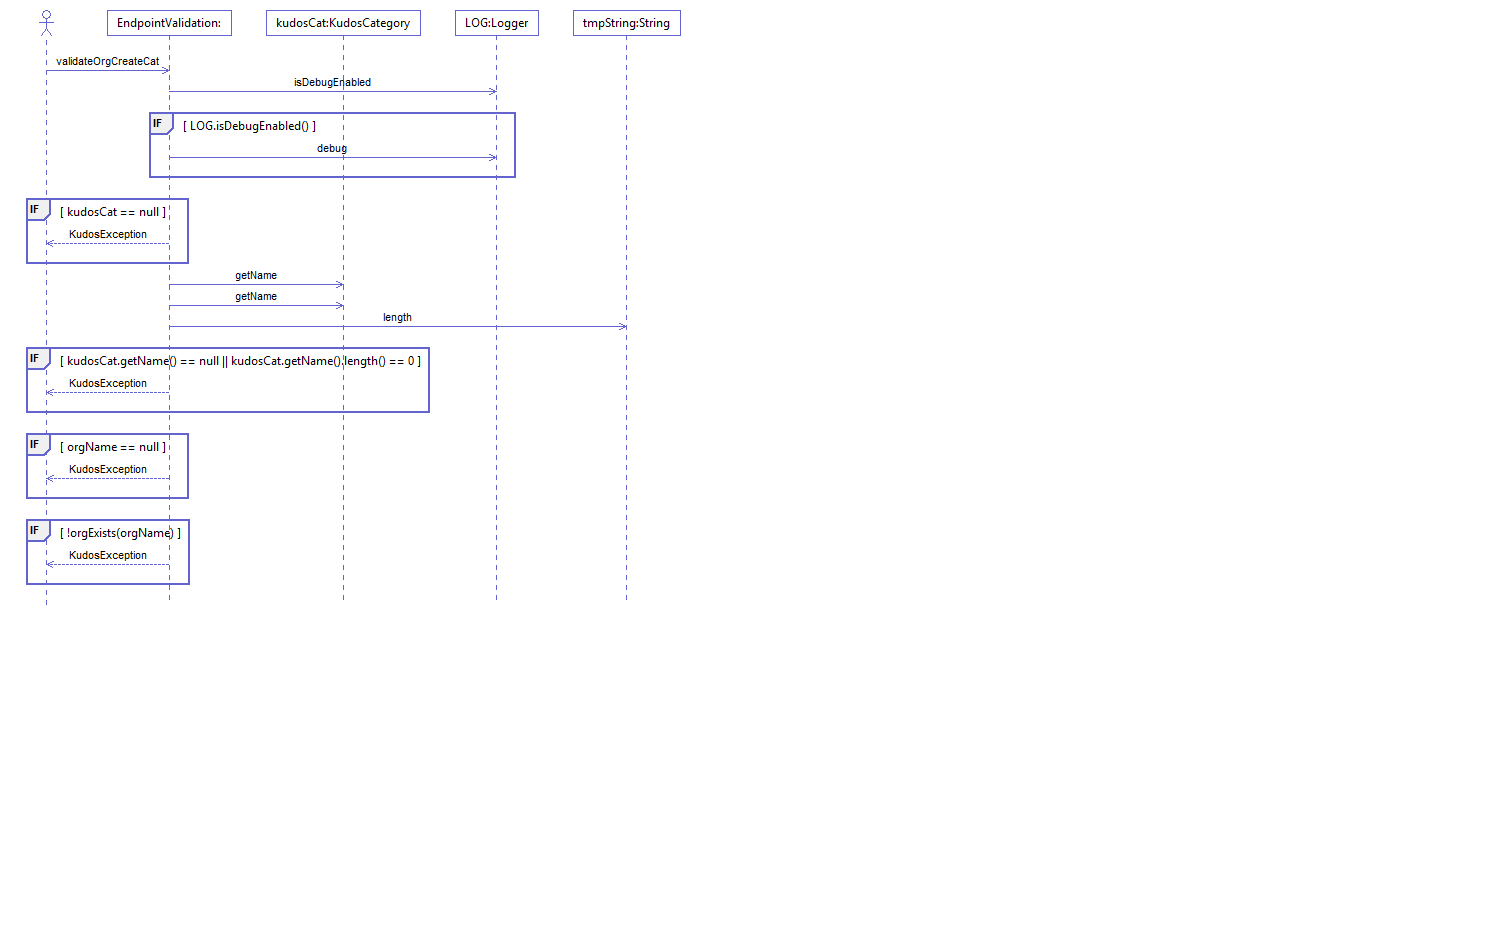 EndpointValidation:
kudosCat:KudosCategory
LOG:Logger
tmpString:String
validateOrgCreateCat
isDebugEnabled
IF
[ LOG.isDebugEnabled() ]
debug
IF
[ kudosCat == null ]
KudosException
getName
getName
length
IF
[ kudosCat.getName() == null || kudosCat.getName().length() == 0 ]
KudosException
IF
[ orgName == null ]
KudosException
IF
[ !orgExists(orgName) ]
KudosException